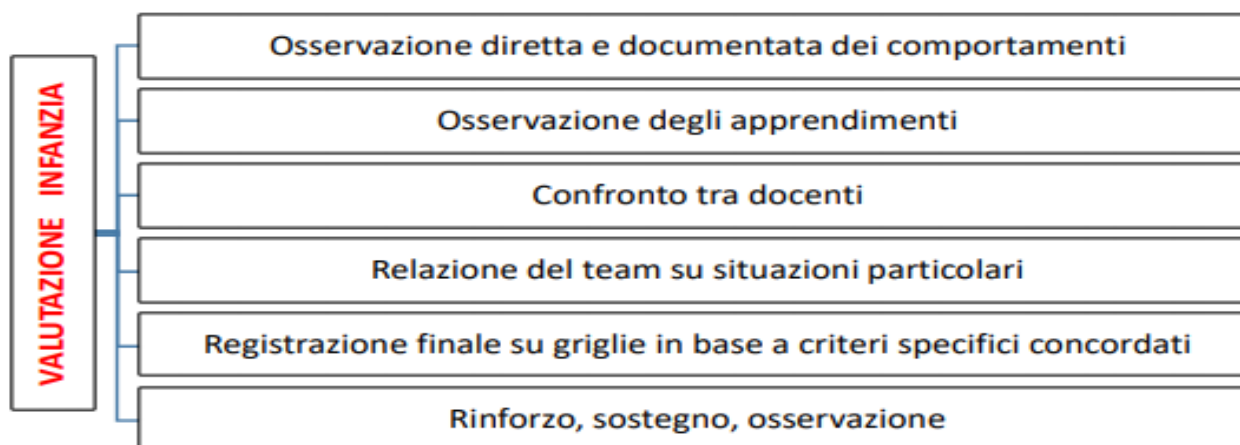 VALUTAZIONE INFANZIA
Osservazione diretta e documentata dei comportamenti
Osservazione degli apprendimenti
Confronto tra docenti
Relazione del team su situazioni particolari
Registrazione finale su griglie in base a criteri specifici concordati
Rinforzo, sostegno, osservazione